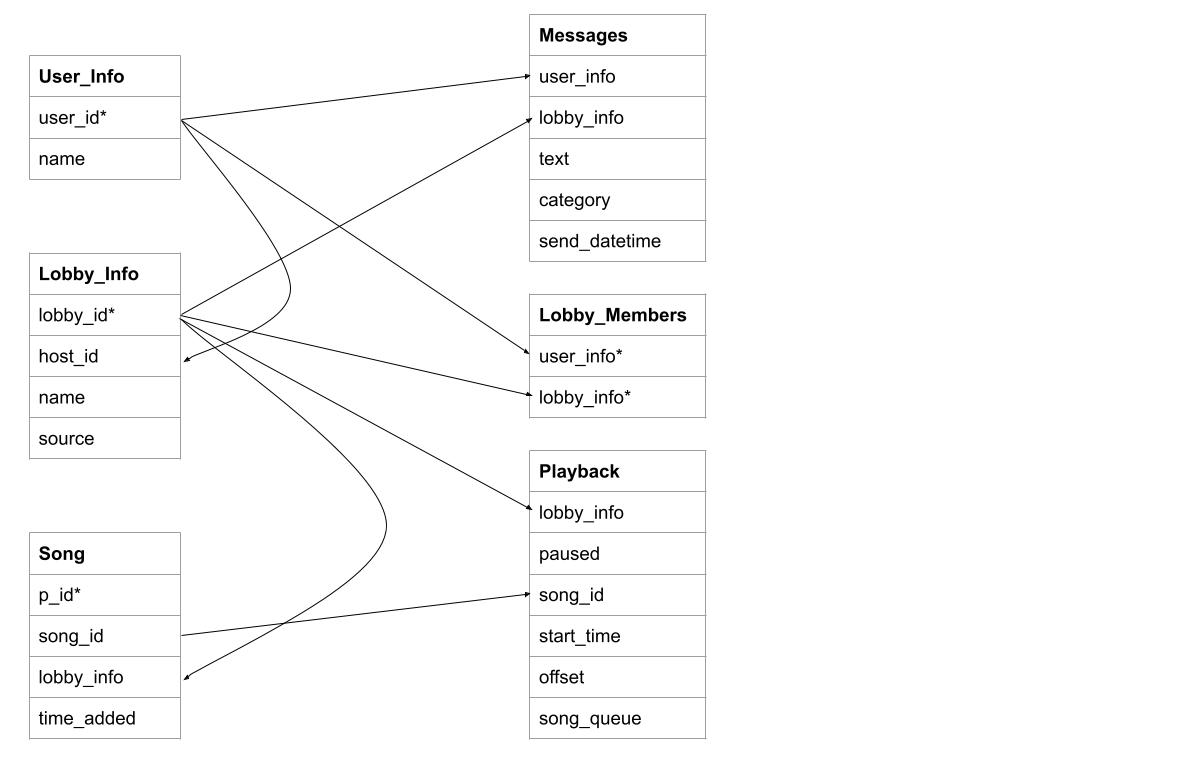 User_Info
user_id*
name
Lobby_Info
lobby_id*
host_id
name
source
Song
p_id*
song_id
lobby_info
time_added
Messages
user_info
lobby_info
text
category
send_datetime
Lobby_Members
user_info*
lobby_info*
Playback
lobby_info
paused
song_id
start_time
offset
song_queue